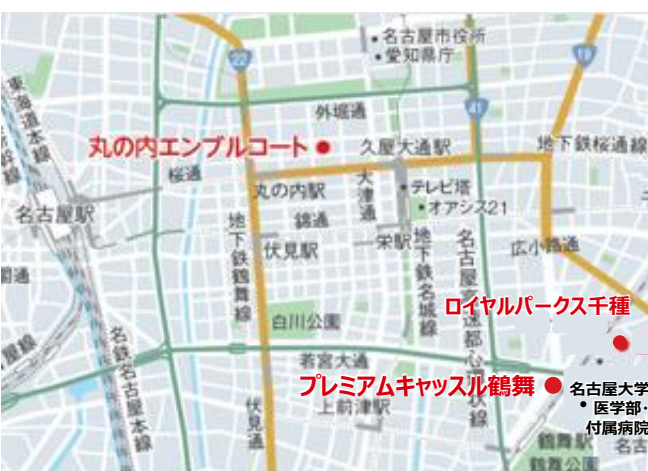 名古屋市役所
愛知県庁
22
19
41
東海道本線
幹線
外堀通
丸の内エンブルコート
久屋大通駅
地下鉄桜通線
桜通
丸の内駅
大津通
テレビ塔
オアシス21
名古屋駅
錦通
栄駅
伏見駅
地下鉄鶴舞線
地下鉄名城線
名古屋高速都心環状線
広小路通
ロイヤルパークス千種
白川公園
若宮大通
名鉄名古屋本線
プレミアムキャッスル鶴舞
名古屋大学
医学部・
付属病院
上前津駅
伏見通
鶴舞駅
鶴舞公園